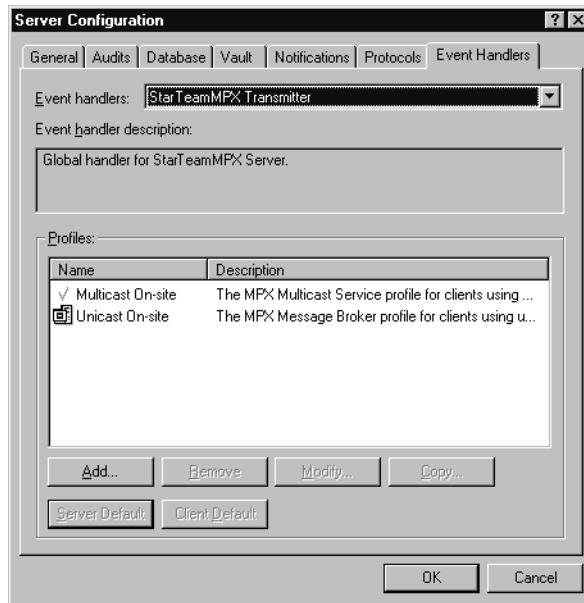 Server Configuration
General Audits Database Vault Notifications Protocols Event Handlers
Event handlers: StarTeamMPX Transmitter
Event handler description:
Global handler for StarTeamMPX Server.
Profiles:
Name Description
Multicast On-site The MPX Multicast Service profile for clients using ...
Unicast On-site The MPX Message Broker profile for clients using u...
Add... Remove Modify... Copy...
Server Default Client Default
OK Cancel